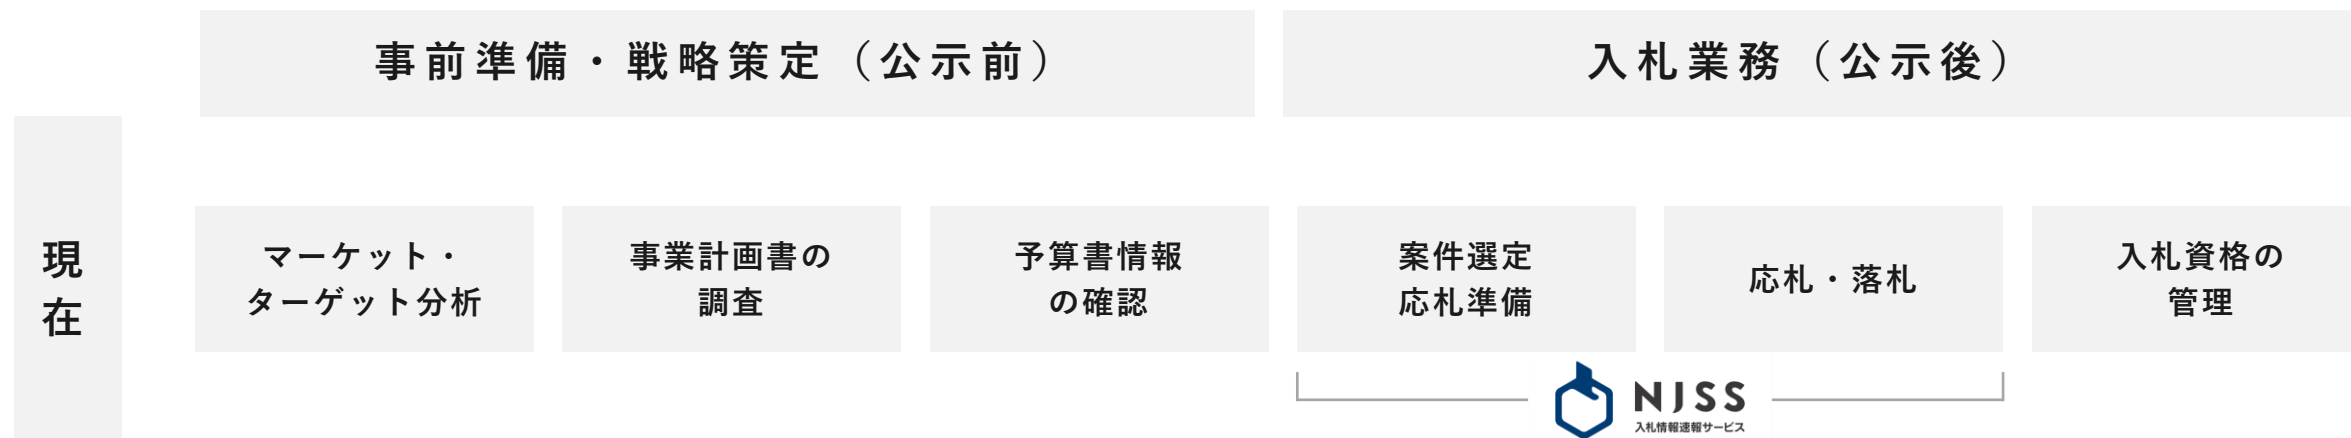 事前準備・戦略策定（公示前）
入札業務（公示後）
現在
マーケット・
ターゲット分析
事業計画書の
調査
予算書情報
の確認
案件選定
応札準備
応札・落札
入札資格の
管理
NJSS
入札情報速報サービス